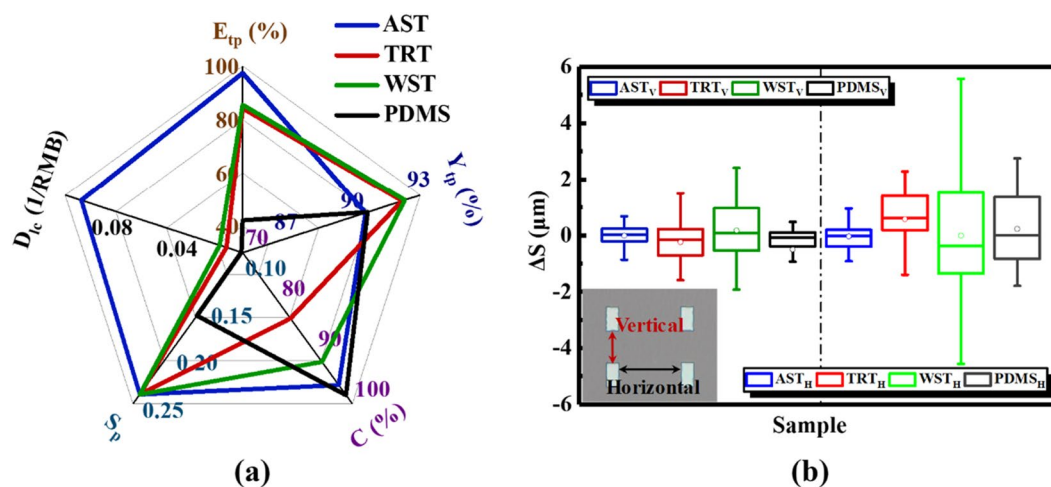 E_tp (%)
AST
TRT
WST
PDMS
100
80
60
40
D_lc (1/RMB)
0.08
0.04
Y_tp (%)
93
90
87
70
0.10
80
0.15
90
0.20
100
0.25
S_p
C (%)
(a)
6
4
2
0
-2
-4
-6
ΔS (μm)
AST_V TRT_V WST_V PDMS_V
Vertical
Horizontal
AST_H TRT_H WST_H PDMS_H
Sample
(b)